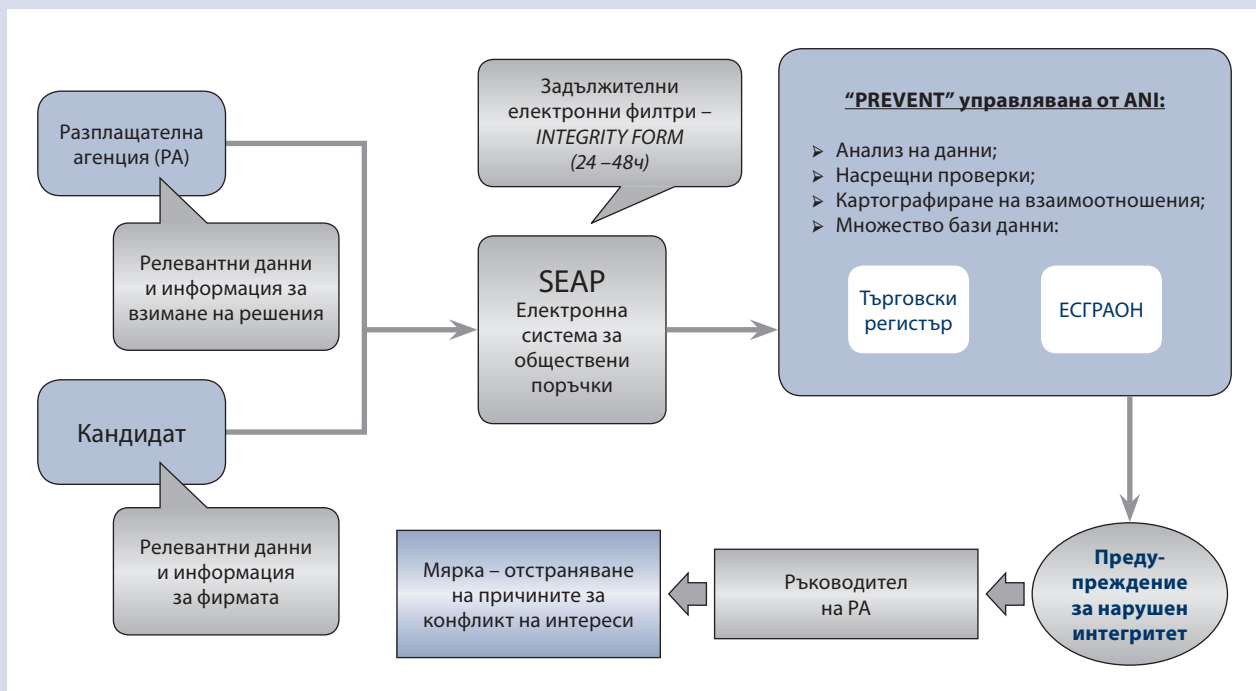 Разплащателна
агенция (РА)
Релевантни данни
и информация за
взимане на решения
Кандидат
Релевантни данни
и информация
за фирмата
Задължителни
електронни филтри –
INTEGRITY FORM
(24 –48ч)
SEAP
Електронна
система за
обществени
поръчки
“PREVENT” управлявана от ANI:
➢ Анализ на данни;
➢ Насрещни проверки;
➢ Картографиране на взаимоотношения;
➢ Множество бази данни:
Търговски
регистър
ЕСГРАОН
Преду-
преждение
за нарушен
интегритет
Ръководител
на РА
Мярка – отстраняване
на причините за
конфликт на интереси